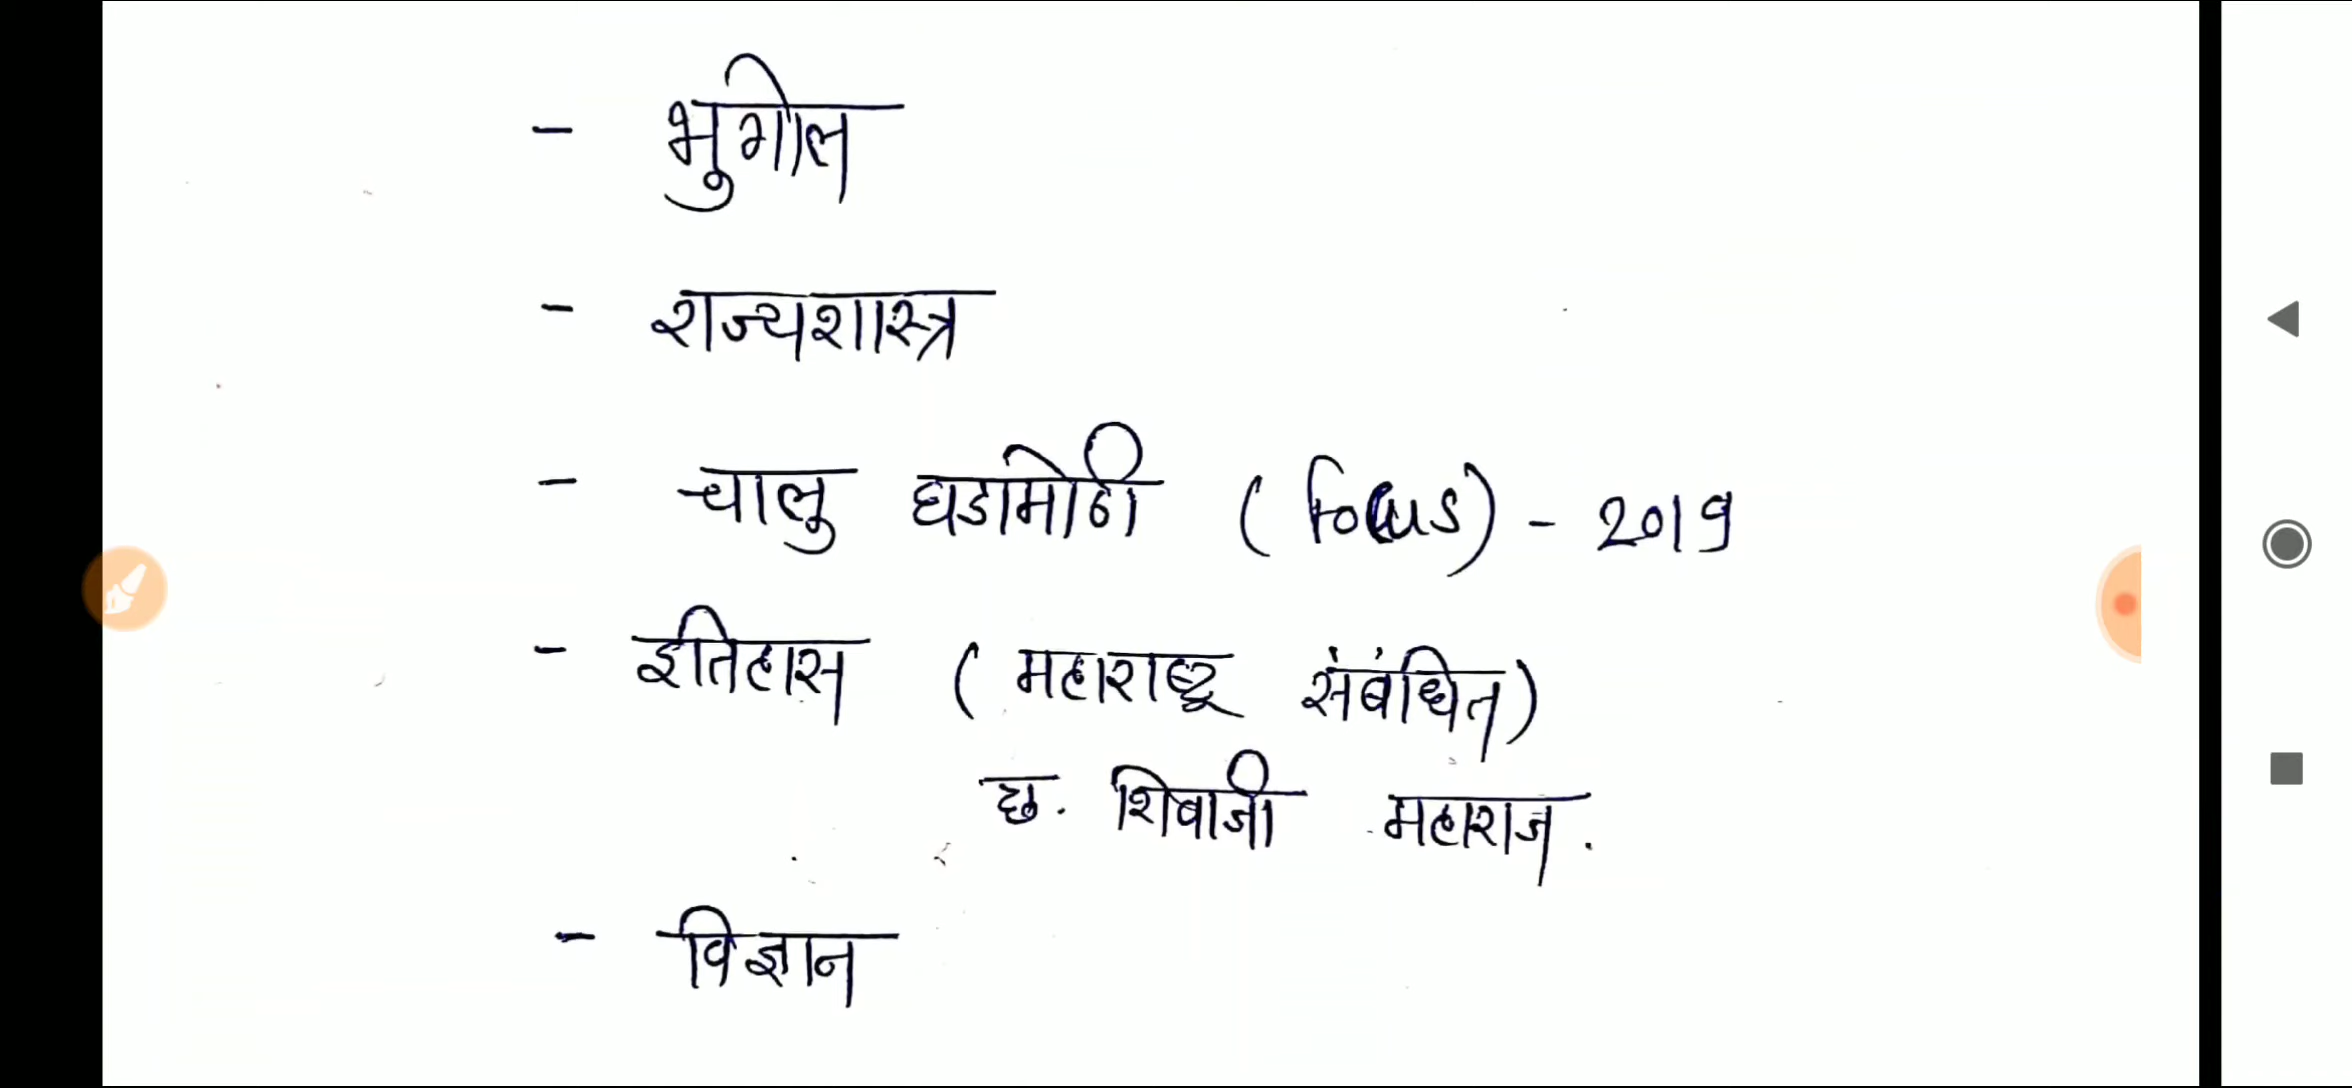 - भुगोल
- राज्यशास्त्र
- चालु घडामोडी (Focus) - 2019
- इतिहास (महाराष्ट्र संबंधित)
छ. शिवाजी महाराज.
- विज्ञान